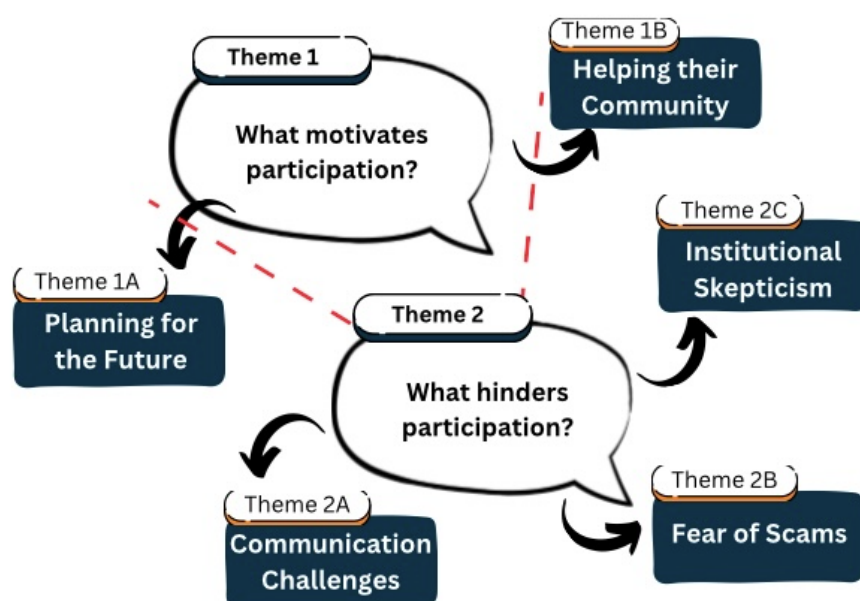 Theme 1
What motivates
participation?
Theme 1B
Helping their
Community
Theme 1A
Planning for
the Future
Theme 2
What hinders
participation?
Theme 2C
Institutional
Skepticism
Theme 2A
Communication
Challenges
Theme 2B
Fear of Scams